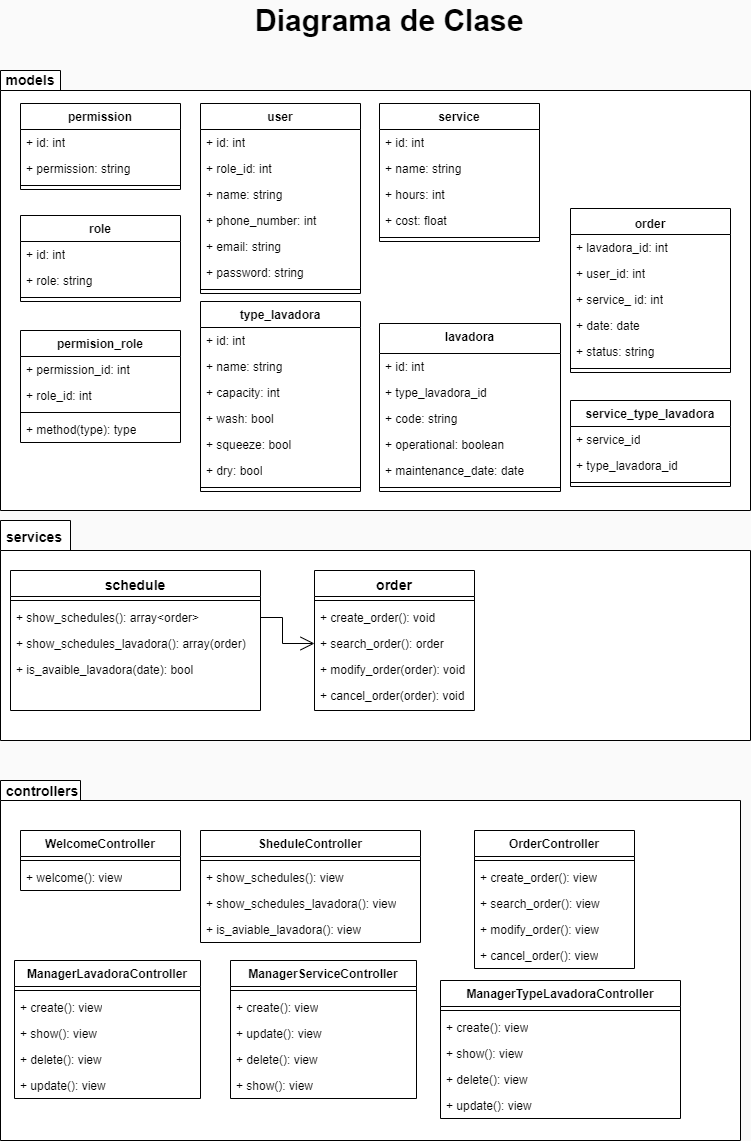 Diagrama de Clase
models
permission
+ id: int
+ permission: string
role
+ id: int
+ role: string
permision_role
+ permission_id: int
+ role_id: int
+ method(type): type
user
+ id: int
+ role_id: int
+ name: string
+ phone_number: int
+ email: string
+ password: string
type_lavadora
+ id: int
+ name: string
+ capacity: int
+ wash: bool
+ squeeze: bool
+ dry: bool
service
+ id: int
+ name: string
+ hours: int
+ cost: float
lavadora
+ id: int
+ type_lavadora_id
+ code: string
+ operational: boolean
+ maintenance_date: date
order
+ lavadora_id: int
+ user_id: int
+ service_ id: int
+ date: date
+ status: string
service_type_lavadora
+ service_id
+ type_lavadora_id
services
schedule
+ show_schedules(): array<order>
+ show_schedules_lavadora(): array(order)
+ is_avaible_lavadora(date): bool
order
+ create_order(): void
+ search_order(): order
+ modify_order(order): void
+ cancel_order(order): void
controllers
WelcomeController
+ welcome(): view
SheduleController
+ show_schedules(): view
+ show_schedules_lavadora(): view
+ is_aviable_lavadora(): view
OrderController
+ create_order(): view
+ search_order(): view
+ modify_order(): view
+ cancel_order(): view
ManagerLavadoraController
+ create(): view
+ show(): view
+ delete(): view
+ update(): view
ManagerServiceController
+ create(): view
+ update(): view
+ delete(): view
+ show(): view
ManagerTypeLavadoraController
+ create(): view
+ show(): view
+ delete(): view
+ update(): view